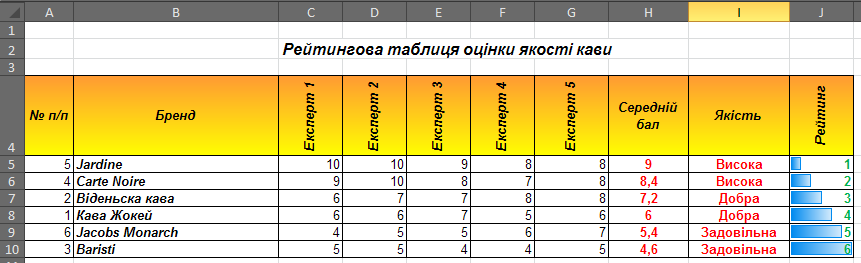 A B C D E F G H I J
1
2 Рейтингова таблиця оцінки якості кави
3
4 № п/п Бренд Експерт 1 Експерт 2 Експерт 3 Експерт 4 Експерт 5 Середній бал Якість Рейтинг
5 5 Jardine 10 10 9 8 8 9 Висока 1
6 4 Carte Noire 9 10 8 7 8 8,4 Висока 2
7 2 Віденьска кава 6 7 7 8 8 7,2 Добра 3
8 1 Кава Жокей 6 6 7 5 6 6 Добра 4
9 6 Jacobs Monarch 4 5 5 6 7 5,4 Задовільна 5
10 3 Baristi 5 5 4 4 5 4,6 Задовільна 6